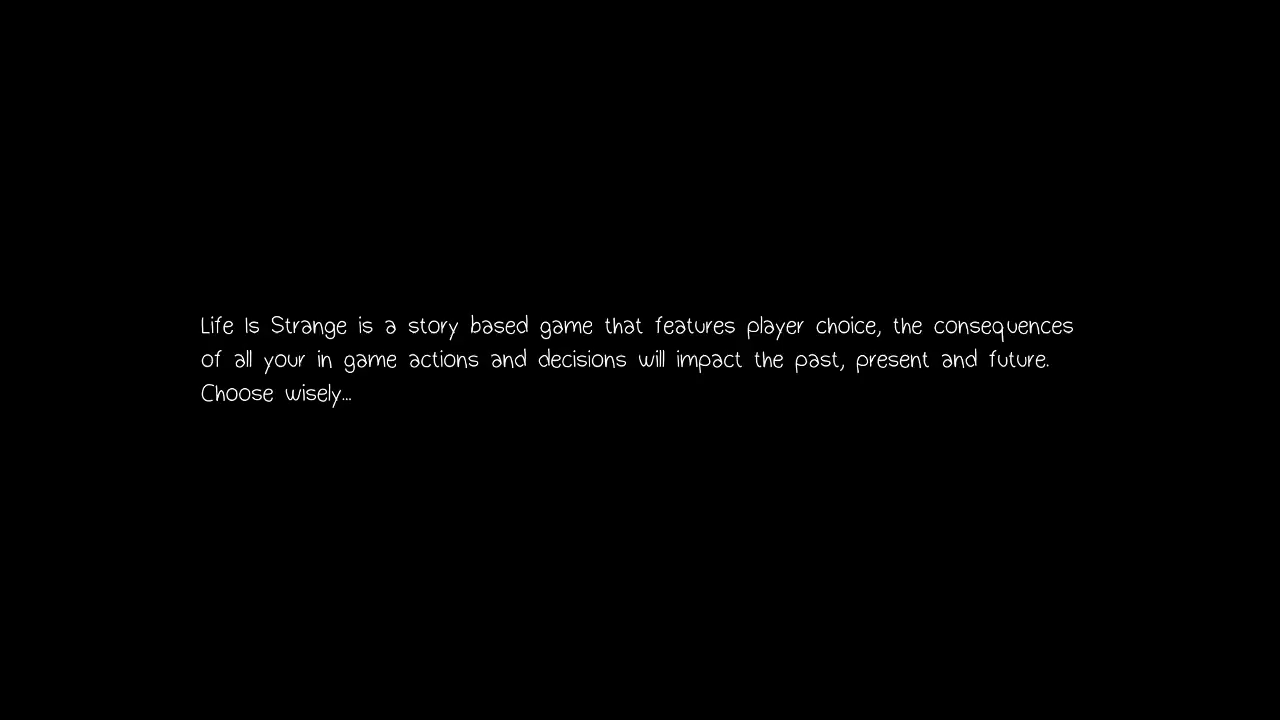 Life Is Strange is a story based game that features player choice, the consequences
of all your in game actions and decisions will impact the past, present and future.
Choose wisely...